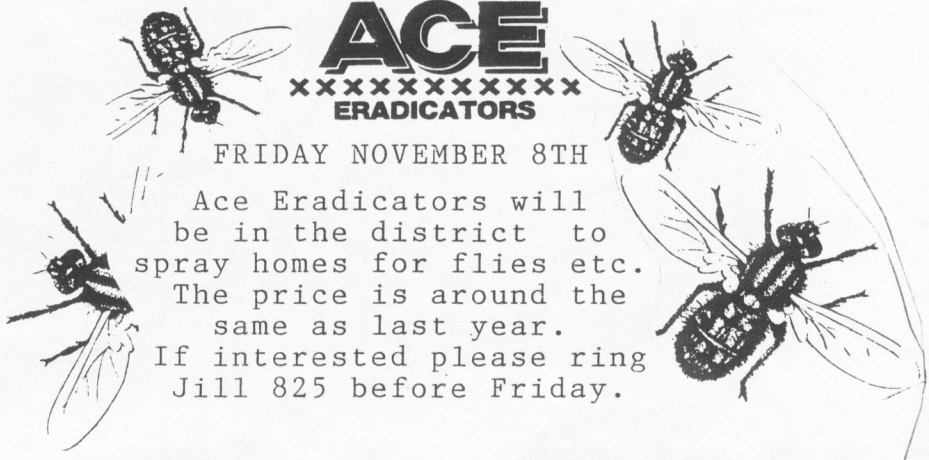 ACE
XXXXXXXXXXX
ERADICATORS
FRIDAY NOVEMBER 8TH
Ace Eradicators will
be in the district to
spray homes for flies etc.
The price is around the
same as last year.
If interested please ring
Jill 825 before Friday.